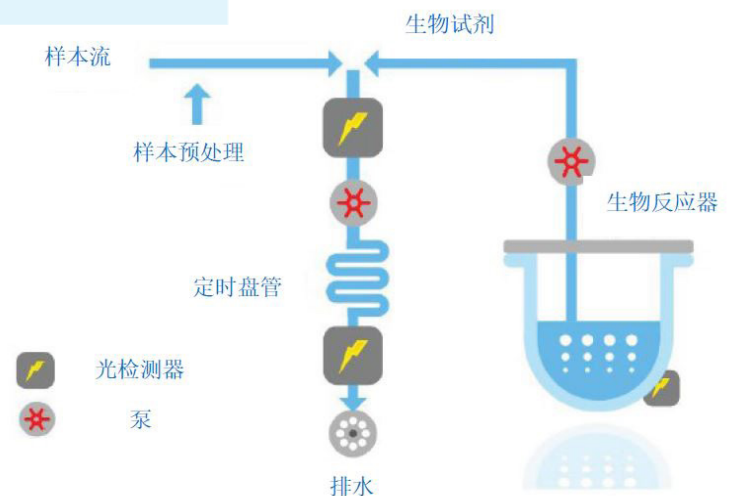 生物试剂
样本流
样本预处理
生物反应器
定时盘管
光检测器
泵
排水